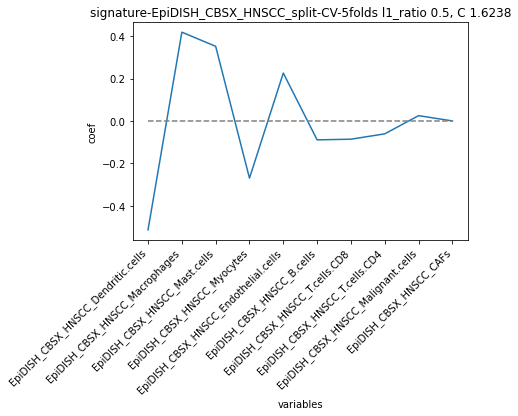 signature-EpiDISH_CBSX_HNSCC_split-CV-5folds l1_ratio 0.5, C 1.6238
0.4
0.2
0.0
−0.2
−0.4
coef
EpiDISH_CBSX_HNSCC_Dendritic.cells
EpiDISH_CBSX_HNSCC_Macrophages
EpiDISH_CBSX_HNSCC_Mast.cells
EpiDISH_CBSX_HNSCC_Myocytes
EpiDISH_CBSX_HNSCC_Endothelial.cells
EpiDISH_CBSX_HNSCC_B.cells
EpiDISH_CBSX_HNSCC_T.cells.CD8
EpiDISH_CBSX_HNSCC_T.cells.CD4
EpiDISH_CBSX_HNSCC_Malignant.cells
EpiDISH_CBSX_HNSCC_CAFs
variables